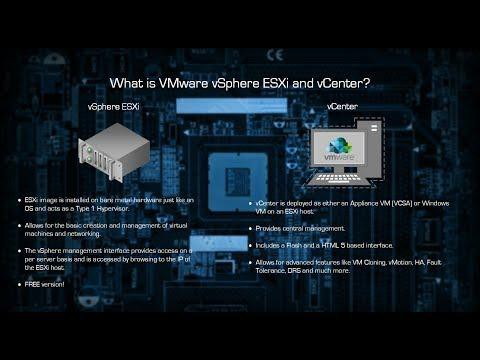 What is VMware vSphere ESXi and vCenter?
vSphere ESXi
ESXi image is installed on bare metal hardware just like an
OS and acts as a Type 1 Hypervisor.
Allows for the basic creation and management of virtual
machines and networking.
The vSphere management interface provides access on a
per server basis and is accessed by browsing to the IP of
the ESXi host.
FREE version!
vCenter
vmware
vCenter is deployed as either an Appliance VM [VCSA] or Windows
VM on an ESXi host.
Provides central management.
Includes a Flash and a HTML 5 based interface.
Allows for advanced features like VM Cloning, vMotion, HA, Fault
Tolerance, DRS and much more.